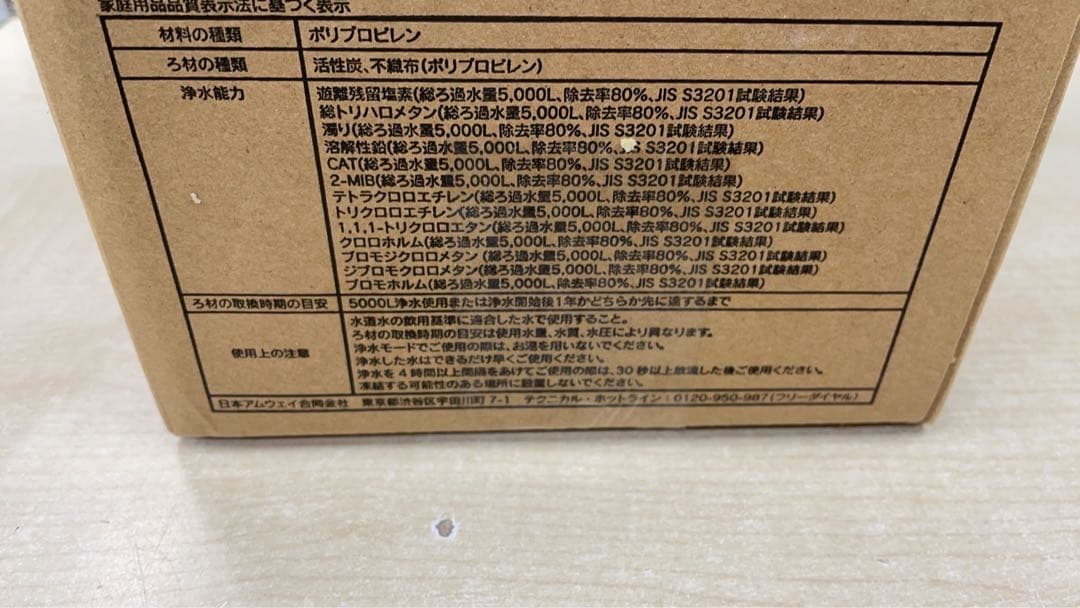 家庭用品品質表示法に基づく表示
材料の種類 ポリプロピレン
ろ材の種類 活性炭、不織布(ポリプロピレン)
浄水能力 遊離残留塩素(総ろ過水量5,000L、除去率80%、JIS S3201試験結果)
総トリハロメタン(総ろ過水量5,000L、除去率80%、JIS S3201試験結果)
濁り(総ろ過水量5,000L、除去率80%、JIS S3201試験結果)
溶解性鉛(総ろ過水量5,000L、除去率80%、JIS S3201試験結果)
CAT(総ろ過水量5,000L、除去率80%、JIS S3201試験結果)
2-MIB(総ろ過水量5,000L、除去率80%、JIS S3201試験結果)
テトラクロロエチレン(総ろ過水量5,000L、除去率80%、JIS S3201試験結果)
トリクロロエチレン(総ろ過水量5,000L、除去率80%、JIS S3201試験結果)
1,1,1-トリクロロエタン(総ろ過水量5,000L、除去率80%、JIS S3201試験結果)
クロロホルム(総ろ過水量5,000L、除去率80%、JIS S3201試験結果)
ブロモジクロロメタン(総ろ過水量5,000L、除去率80%、JIS S3201試験結果)
ジブロモクロロメタン(総ろ過水量5,000L、除去率80%、JIS S3201試験結果)
ブロモホルム(総ろ過水量5,000L、除去率80%、JIS S3201試験結果)
ろ材の取換時期の目安 5000L浄水使用または浄水開始後1年かどちらか先に達するまで
使用上の注意 水道水の飲用基準に適合した水で使用すること。
ろ材の取換時期の目安は使用水量、水質、水圧により異なります。
浄水モードでご使用の際は、お湯を用いないでください。
浄水した水はできるだけ早くご使用ください。
浄水を4時間以上間隔をあけてご使用の際は、30秒以上放流した後ご使用ください。
凍結する可能性のある場所に設置しないでください。
日本アムウェイ合同会社 東京都渋谷区宇田川町7-1 テクニカル・ホットライン:0120-950-987(フリーダイヤル)